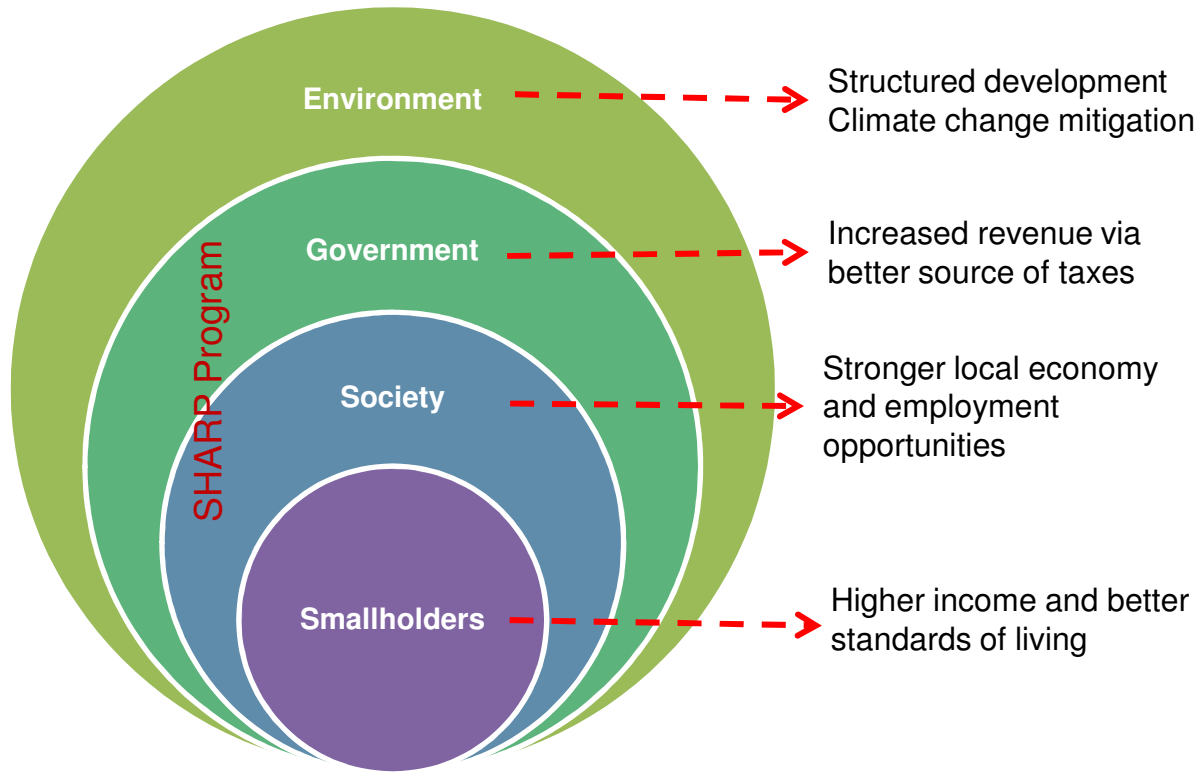 Environment
Structured development
Climate change mitigation
Government
Increased revenue via
better source of taxes
SHARP Program
Society
Stronger local economy
and employment
opportunities
Smallholders
Higher income and better
standards of living